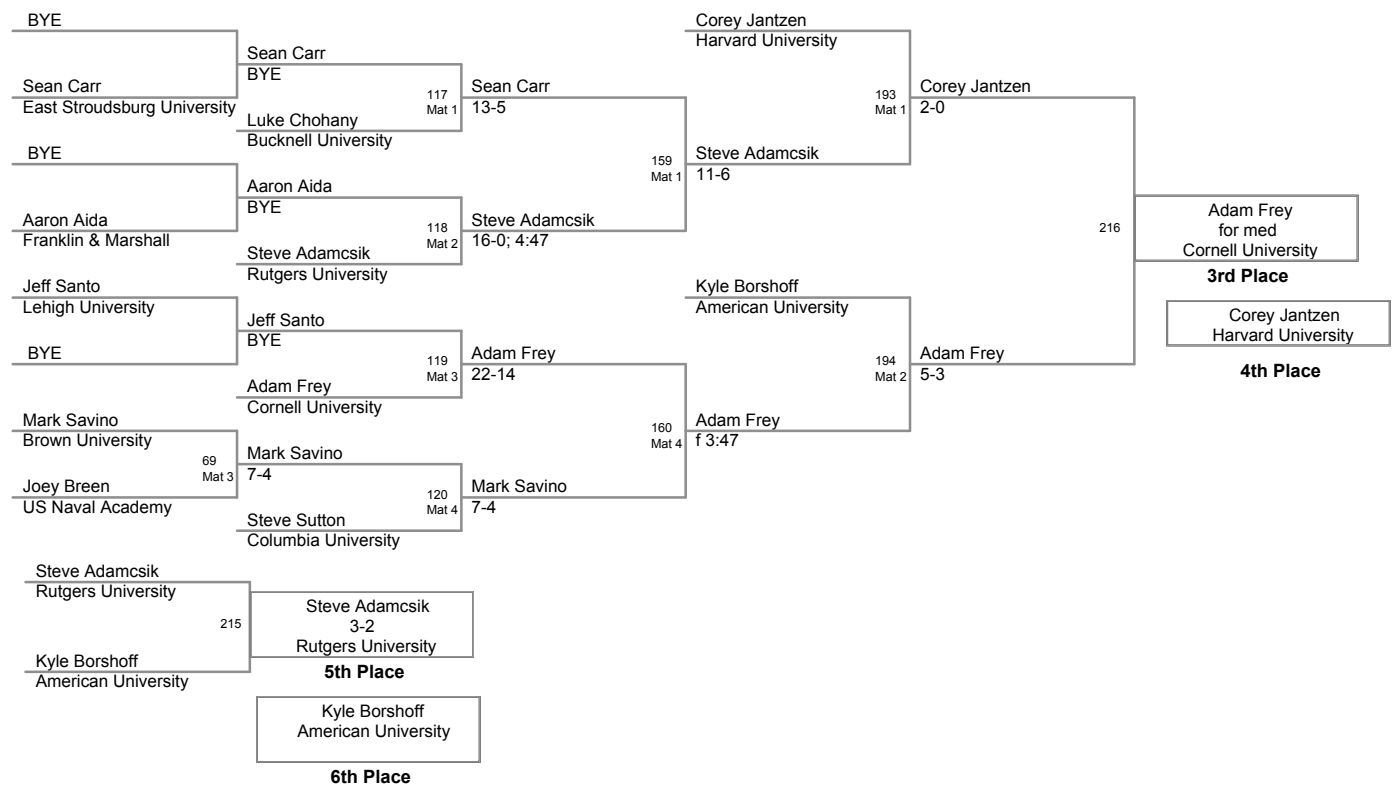 BYE
Sean Carr
East Stroudsburg University
BYE
Aaron Aida
Franklin & Marshall
Jeff Santo
Lehigh University
BYE
Mark Savino
Brown University
69
Mat 3
Joey Breen
US Naval Academy
Sean Carr
BYE
117
Mat 1
Luke Chohany
Bucknell University
Aaron Aida
BYE
118
Mat 2
Steve Adamcsik
Rutgers University
Jeff Santo
BYE
119
Mat 3
Adam Frey
Cornell University
Mark Savino
7-4
120
Mat 4
Steve Sutton
Columbia University
Sean Carr
13-5
159
Mat 1
Steve Adamcsik
16-0; 4:47
Adam Frey
22-14
160
Mat 4
Mark Savino
7-4
Corey Jantzen
Harvard University
193
Mat 1
Steve Adamcsik
11-6
Kyle Borshoff
American University
194
Mat 2
Adam Frey
f 3:47
Corey Jantzen
2-0
216
Adam Frey
5-3
Adam Frey
for med
Cornell University
3rd Place
Corey Jantzen
Harvard University
4th Place
Steve Adamcsik
Rutgers University
215
Kyle Borshoff
American University
Steve Adamcsik
3-2
Rutgers University
5th Place
Kyle Borshoff
American University
6th Place